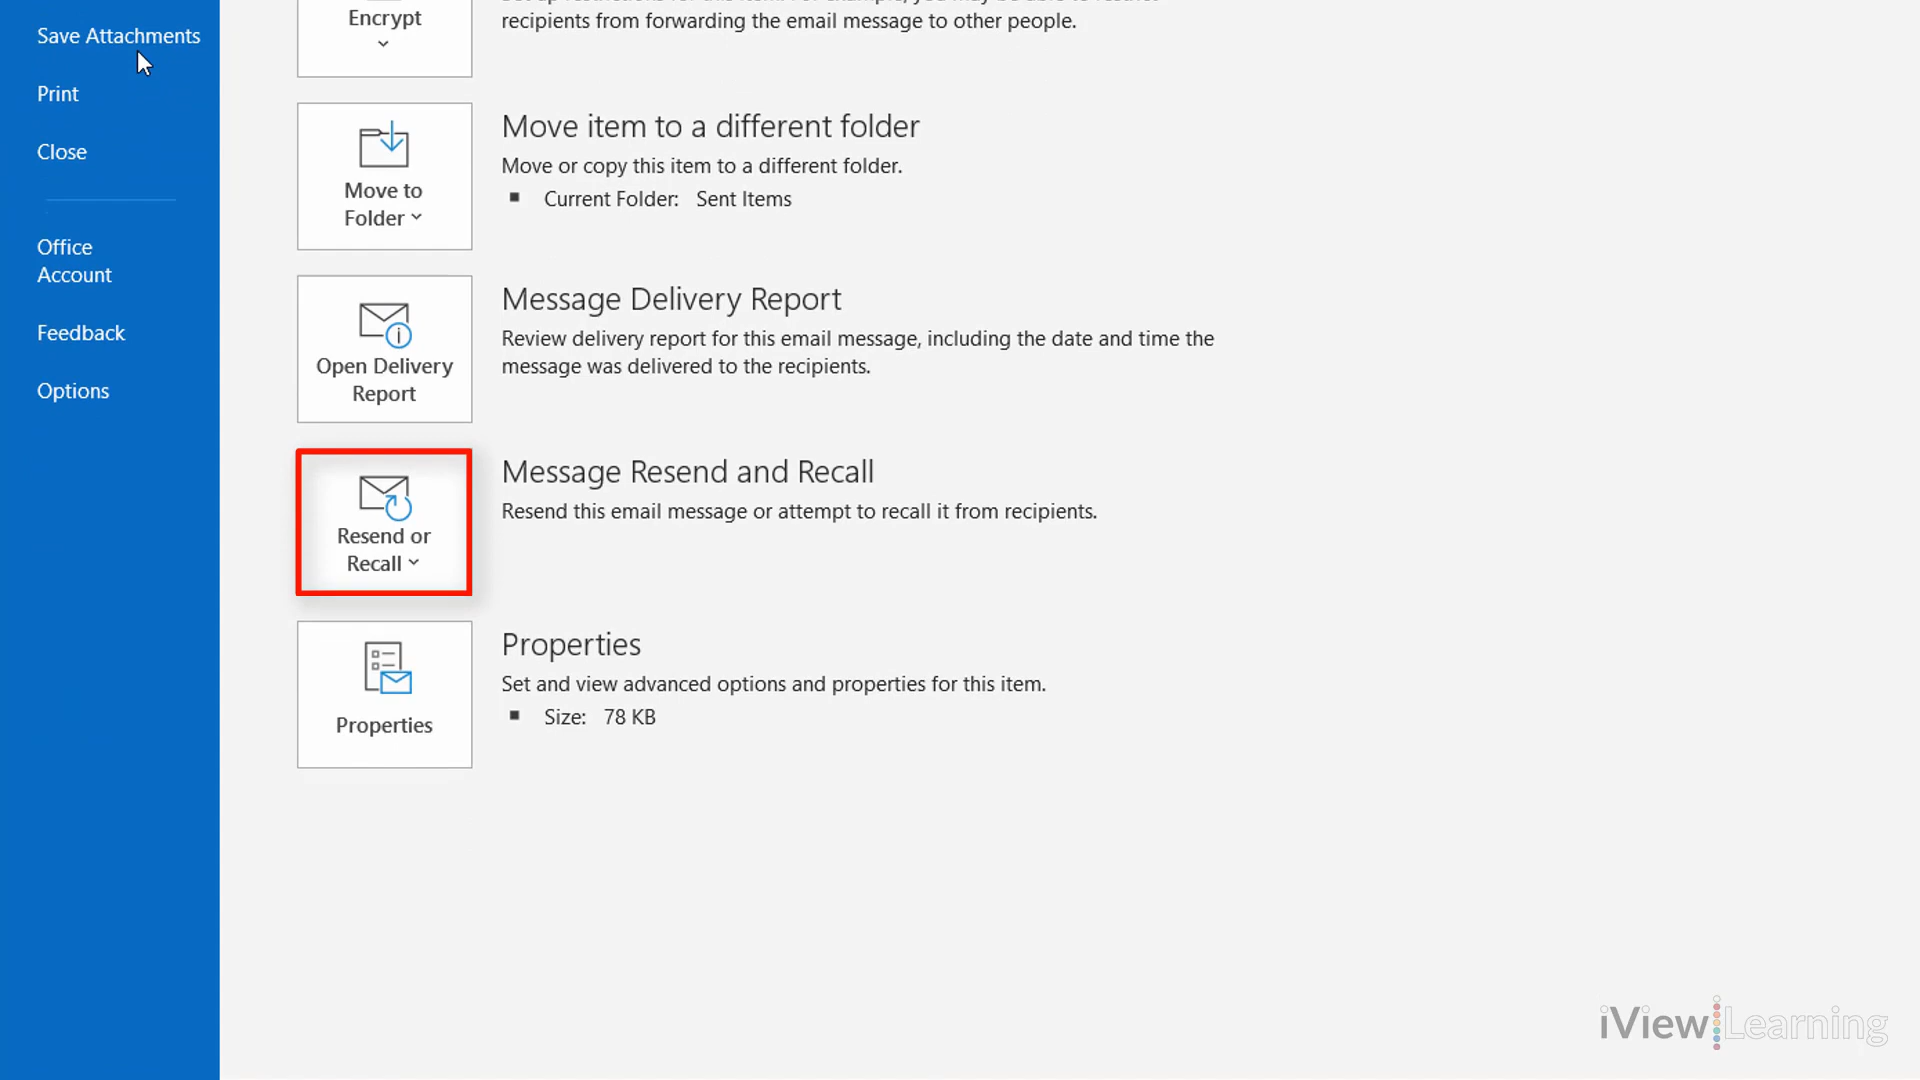 Save Attachments
Print
Close
Office
Account
Feedback
Options
Encrypt
recipients from forwarding the email message to other people.
Move to
Folder
Move item to a different folder
Move or copy this item to a different folder.
Current Folder: Sent Items
Open Delivery
Report
Message Delivery Report
Review delivery report for this email message, including the date and time the
message was delivered to the recipients.
Resend or
Recall
Message Resend and Recall
Resend this email message or attempt to recall it from recipients.
Properties
Properties
Set and view advanced options and properties for this item.
Size: 78 KB
iView Learning